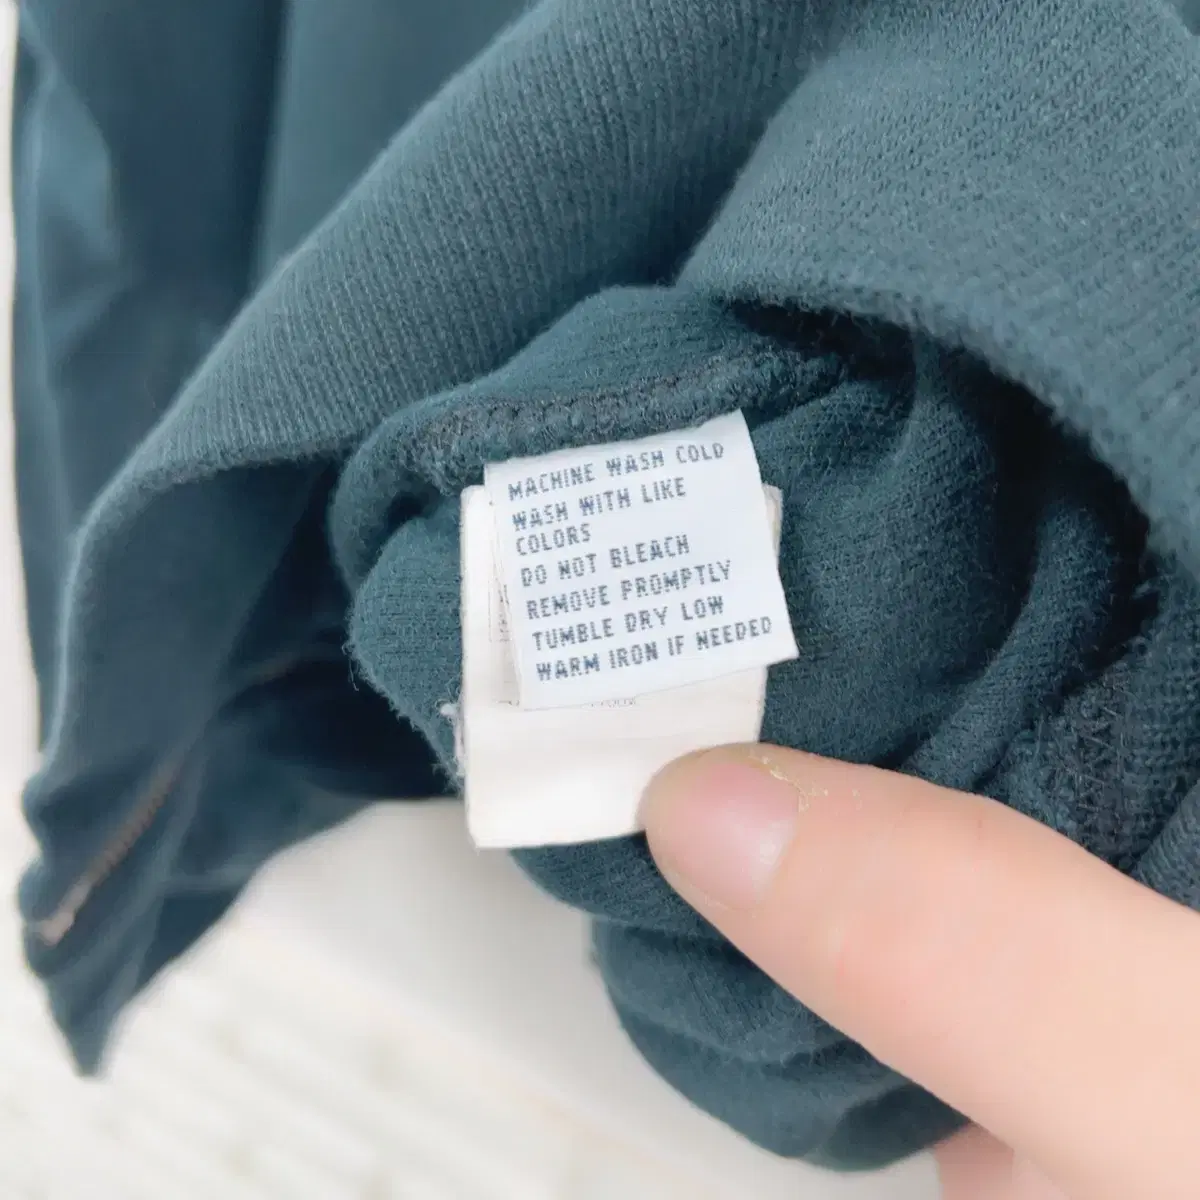 MACHINE WASH COLD
WASH WITH LIKE
COLORS
DO NOT BLEACH
REMOVE PROMPTLY
TUMBLE DRY LOW
WARM IRON IF NEEDED